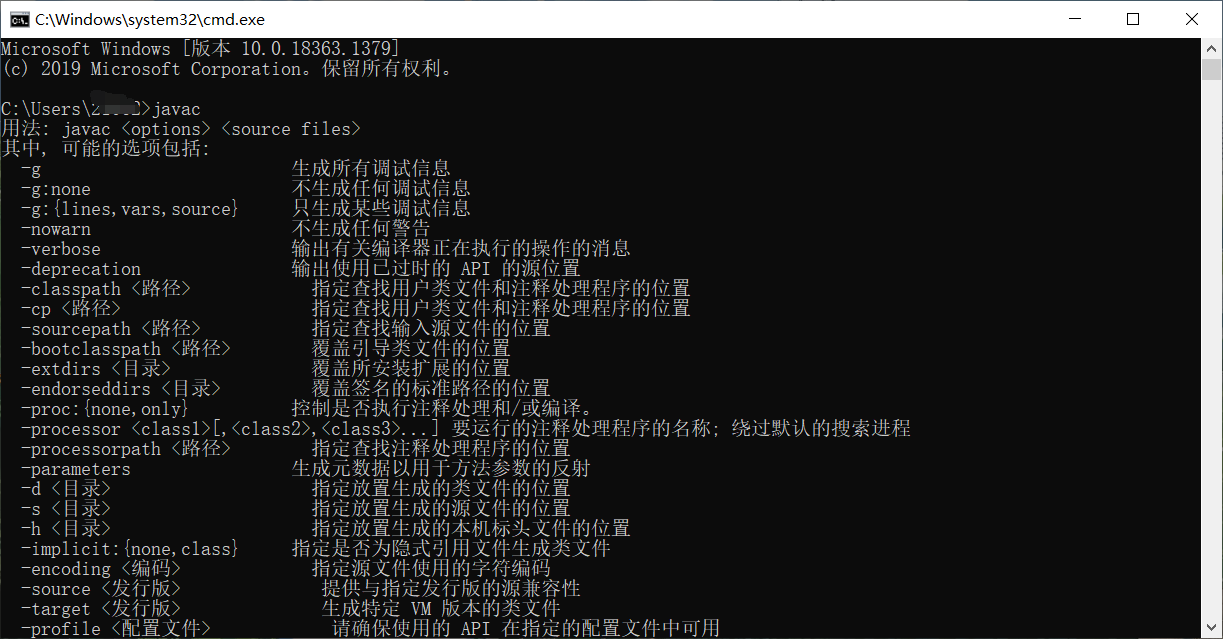 C:\Windows\system32\cmd.exe
Microsoft Windows [版本 10.0.18363.1379]
(c) 2019 Microsoft Corporation。保留所有权利。
C:\Users\>javac
用法: javac <options> <source files>
其中, 可能的选项包括:
-g 生成所有调试信息
-g:none 不生成任何调试信息
-g:{lines,vars,source} 只生成某些调试信息
-nowarn 不生成任何警告
-verbose 输出有关编译器正在执行的操作的消息
-deprecation 输出使用已过时的 API 的源位置
-classpath <路径> 指定查找用户类文件和注释处理程序的位置
-cp <路径> 指定查找用户类文件和注释处理程序的位置
-sourcepath <路径> 指定查找输入源文件的位置
-bootclasspath <路径> 覆盖引导类文件的位置
-extdirs <目录> 覆盖所安装扩展的位置
-endorseddirs <目录> 覆盖签名的标准路径的位置
-proc:{none,only} 控制是否执行注释处理和/或编译。
-processor <class1>[,<class2>,<class3>...] 要运行的注释处理程序的名称; 绕过默认的搜索进程
-processorpath <路径> 指定查找注释处理程序的位置
-parameters 生成元数据以用于方法参数的反射
-d <目录> 指定放置生成的类文件的位置
-s <目录> 指定放置生成的源文件的位置
-h <目录> 指定放置生成的本机标头文件的位置
-implicit:{none,class} 指定是否为隐式引用文件生成类文件
-encoding <编码> 指定源文件使用的字符编码
-source <发行版> 提供与指定发行版的源兼容性
-target <发行版> 生成特定 VM 版本的类文件
-profile <配置文件> 请确保使用的 API 在指定的配置文件中可用